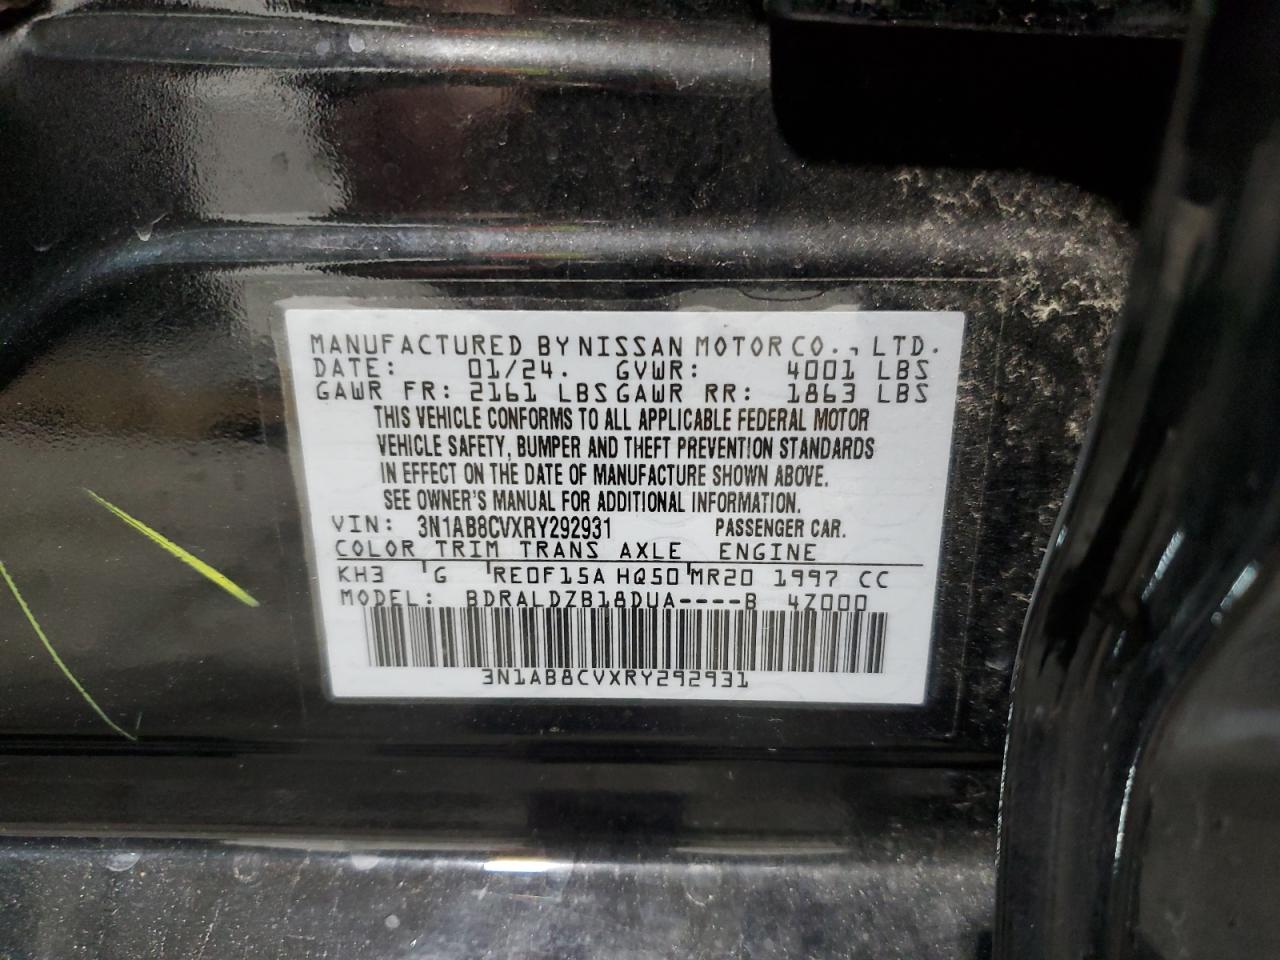 MANUFACTURED BY NISSAN MOTOR CO., LTD.
DATE: 01/24. GVWR: 4001 LBS
GAWR FR: 2161 LBS GAWR RR: 1863 LBS
THIS VEHICLE CONFORMS TO ALL APPLICABLE FEDERAL MOTOR
VEHICLE SAFETY, BUMPER AND THEFT PREVENTION STANDARDS
IN EFFECT ON THE DATE OF MANUFACTURE SHOWN ABOVE.
SEE OWNER'S MANUAL FOR ADDITIONAL INFORMATION.
VIN: 3N1AB8CVXRY292931 PASSENGER CAR.
COLOR TRIM TRANS AXLE ENGINE
KH3 G RE0F15A HQ50 MR20 1997 CC
MODEL: BDRALDZB18DUA----B 4Z000
3N1AB8CVXRY292931